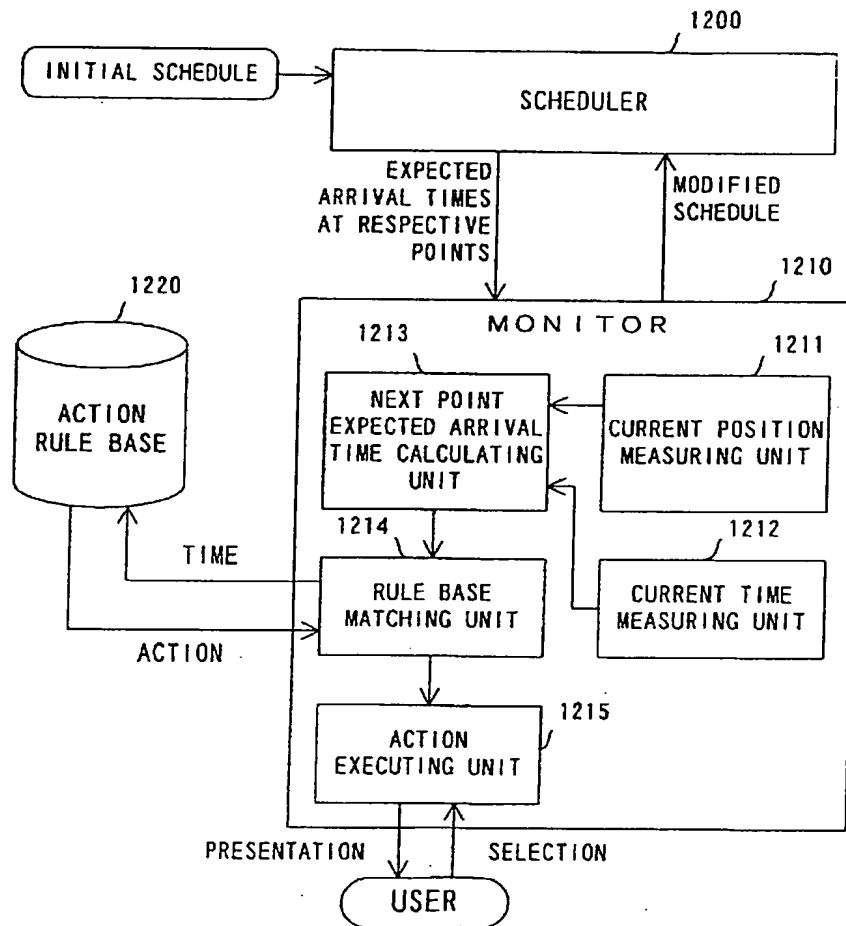 1200
INITIAL SCHEDULE
SCHEDULER
EXPECTED
ARRIVAL TIMES
AT RESPECTIVE
POINTS
MODIFIED
SCHEDULE
1220
1210
MONITOR
1213
1211
ACTION
RULE BASE
NEXT POINT
EXPECTED ARRIVAL
TIME CALCULATING
UNIT
CURRENT POSITION
MEASURING UNIT
1214
1212
TIME
RULE BASE
MATCHING UNIT
CURRENT TIME
MEASURING UNIT
ACTION
1215
ACTION
EXECUTING UNIT
PRESENTATION
SELECTION
USER